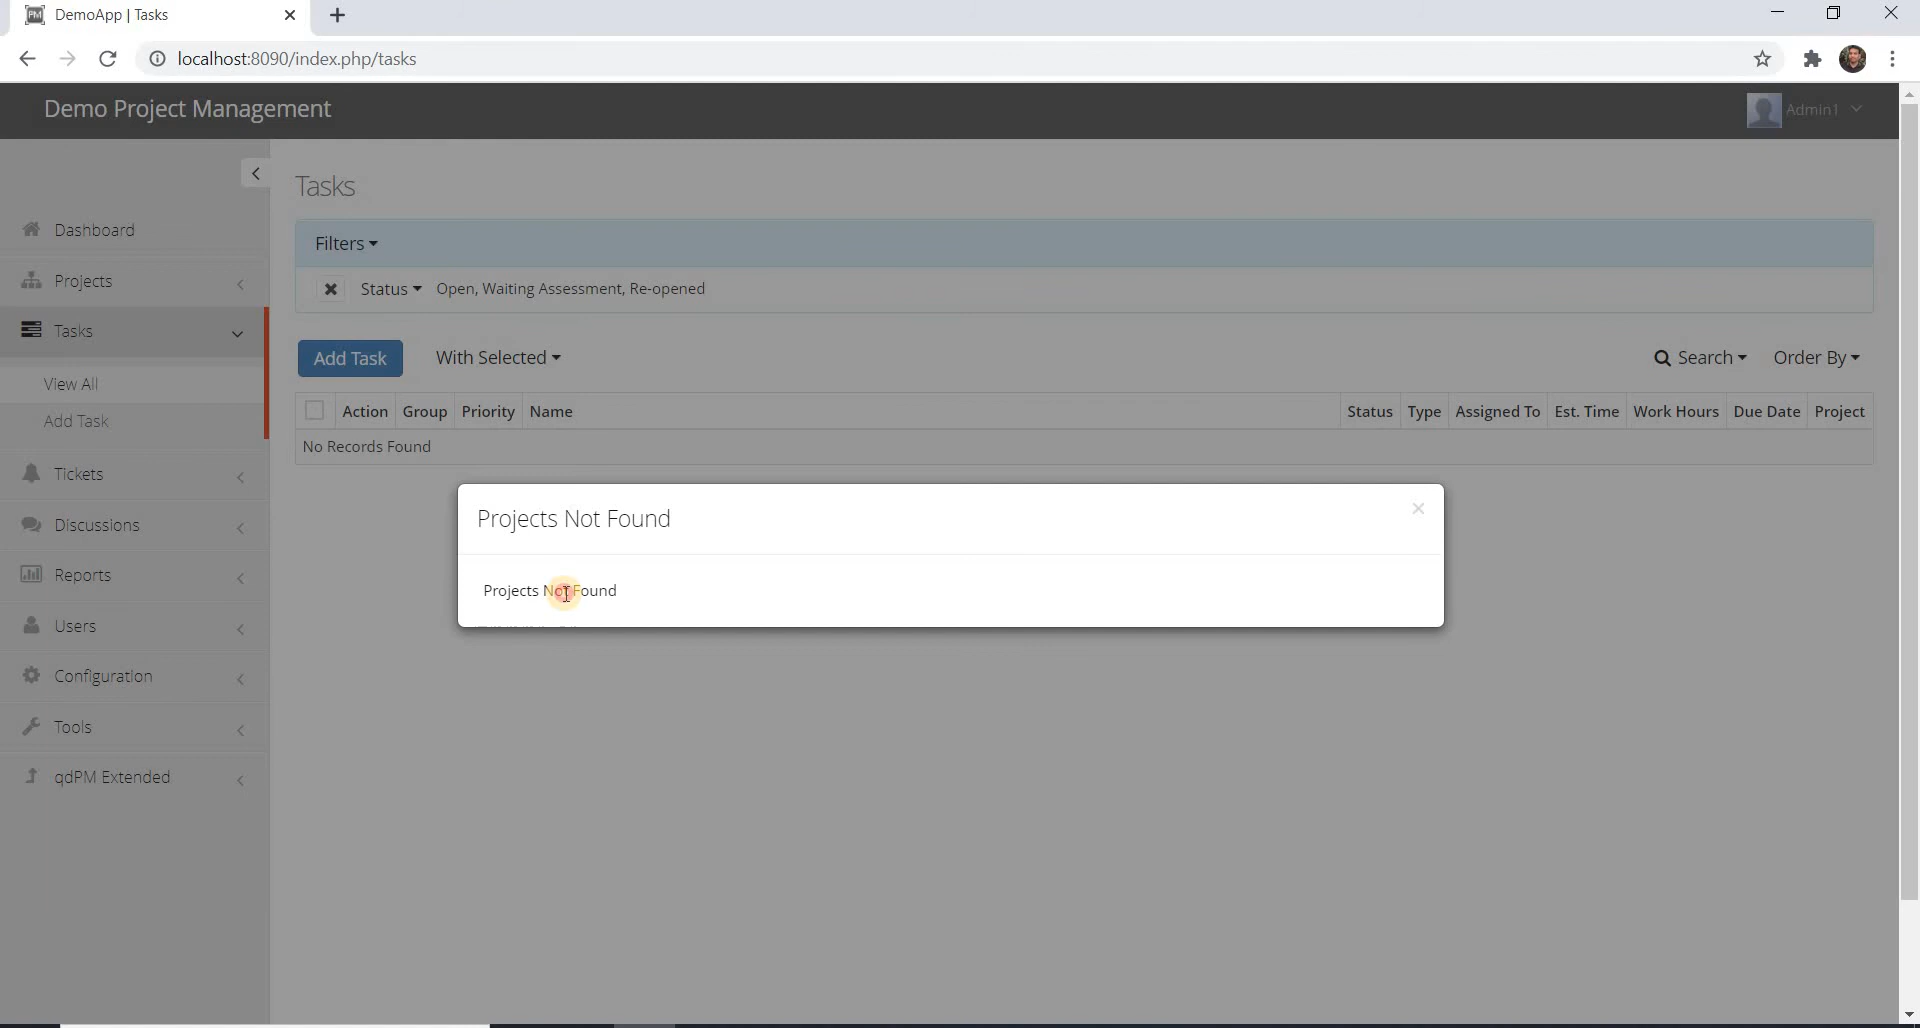 DemoApp | Tasks
localhost:8090/index.php/tasks
Demo Project Management
Admin1
Tasks
Dashboard
Projects
Tasks
View All
Add Task
Tickets
Discussions
Reports
Users
Configuration
Tools
qdPM Extended
Filters
Status Open, Waiting Assessment, Re-opened
Add Task With Selected Search Order By
Action Group Priority Name Status Type Assigned To Est. Time Work Hours Due Date Project
No Records Found
Projects Not Found
Projects Not Found